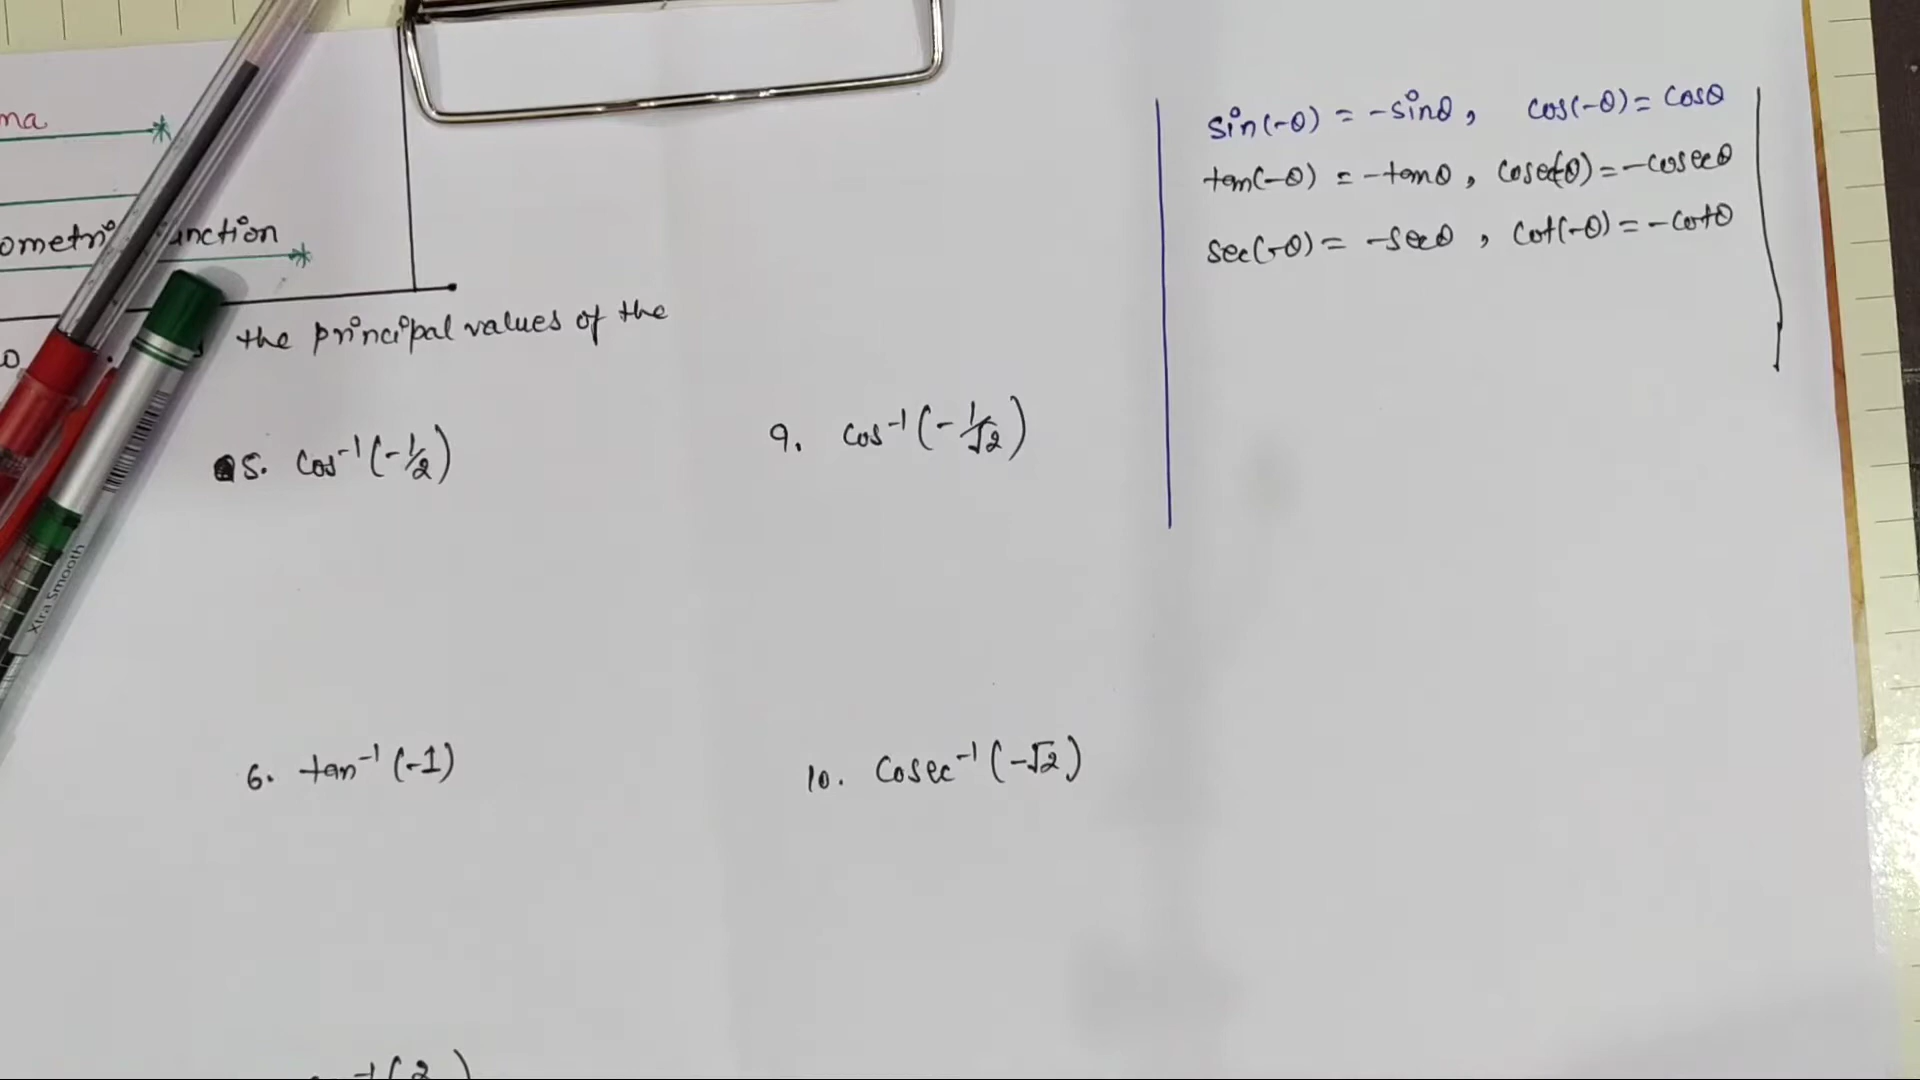 sin(-θ) = -sinθ, cos(-θ) = cosθ
tan(-θ) = -tanθ, cosec(-θ) = -cosecθ
sec(-θ) = -secθ, cot(-θ) = -cotθ
ma
ometri unction
the principal values of the
5. cos⁻¹(-1/2)
9. cos⁻¹(-1/√2)
Xtra Smooth
6. tan⁻¹(-1)
10. cosec⁻¹(-√2)